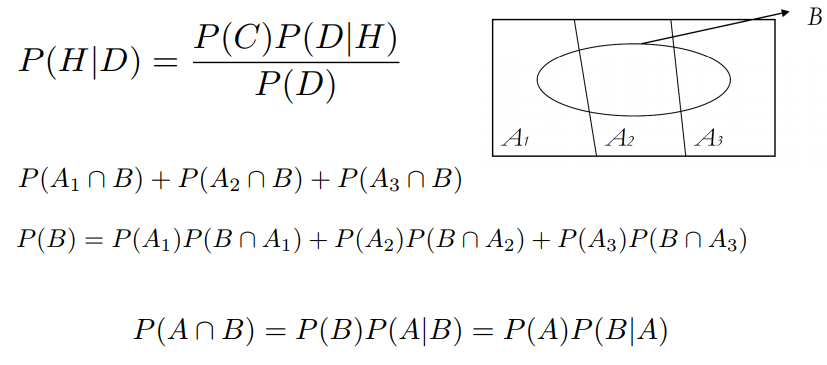 P(H|D) = P(C)P(D|H) / P(D)
B
A₁ A₂ A₃
P(A₁ ∩ B) + P(A₂ ∩ B) + P(A₃ ∩ B)
P(B) = P(A₁)P(B ∩ A₁) + P(A₂)P(B ∩ A₂) + P(A₃)P(B ∩ A₃)
P(A ∩ B) = P(B)P(A|B) = P(A)P(B|A)